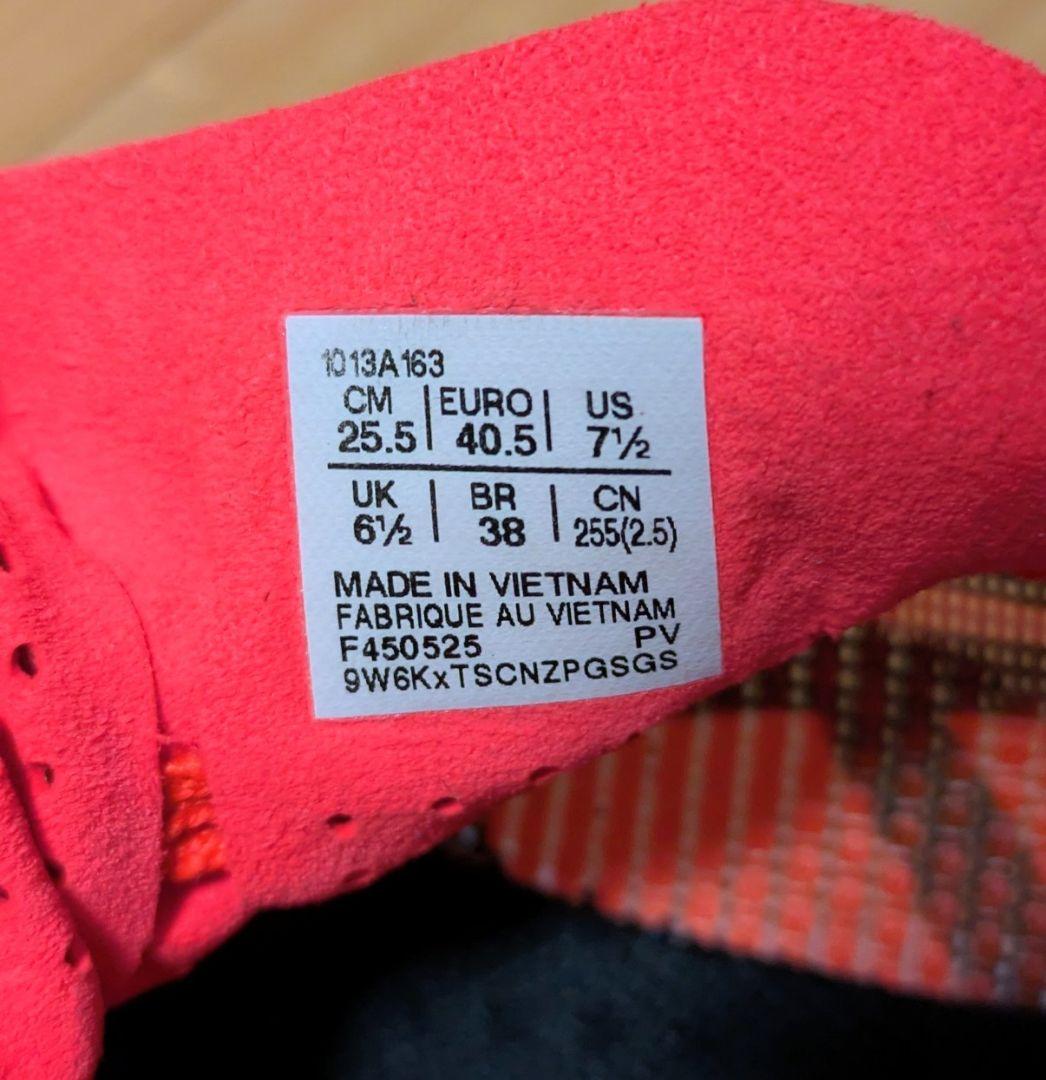 1013A163
CM | EURO | US
25.5 | 40.5 | 7½
UK | BR | CN
6½ | 38 | 255(2.5)
MADE IN VIETNAM
FABRIQUE AU VIETNAM
F450525 PV
9W6KxTSCNZPGSGS